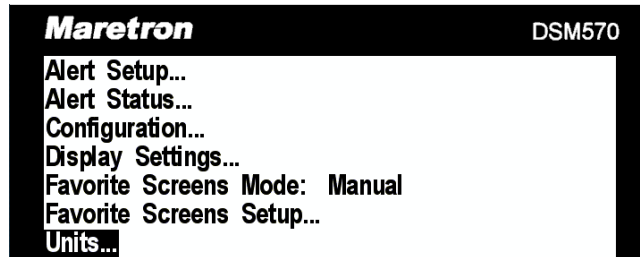 Maretron DSM570
Alert Setup...
Alert Status...
Configuration...
Display Settings...
Favorite Screens Mode: Manual
Favorite Screens Setup...
Units...